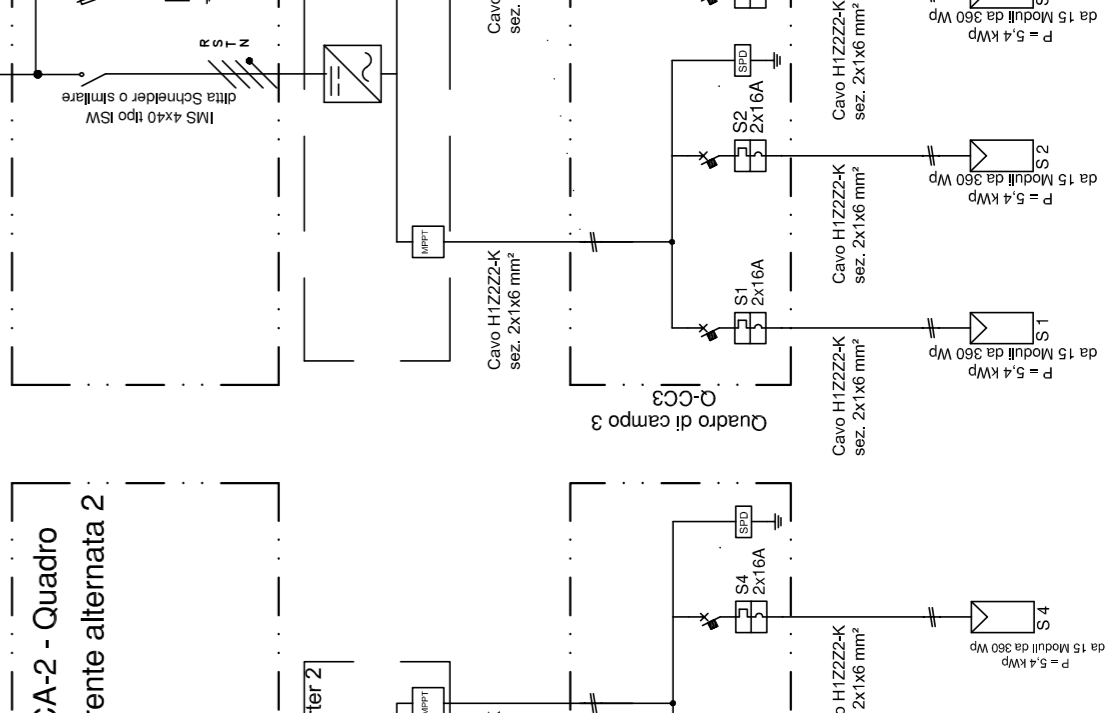 R S T N
IMS 4x40 tipo ISW
ditta Schneider o similare
Cavo
sez.
MPPT
Cavo H1Z2Z2-K
sez. 2x1x6 mm²
SPD
S2
2x16A
S1
2x16A
Quadro di campo 3
Q-CC3
Cavo H1Z2Z2-K
sez. 2x1x6 mm²
P = 5,4 kWp
da 15 Moduli da 360 Wp
Cavo H1Z2Z2-K
sez. 2x1x6 mm²
S 2
P = 5,4 kWp
da 15 Moduli da 360 Wp
Cavo H1Z2Z2-K
sez. 2x1x6 mm²
S 1
P = 5,4 kWp
da 15 Moduli da 360 Wp
CA-2 - Quadro
rente alternata 2
ter 2
MPPT
SPD
S4
2x16A
H1Z2Z2-K
2x1x6 mm²
S 4
P = 5,4 kWp
da 15 Moduli da 360 Wp